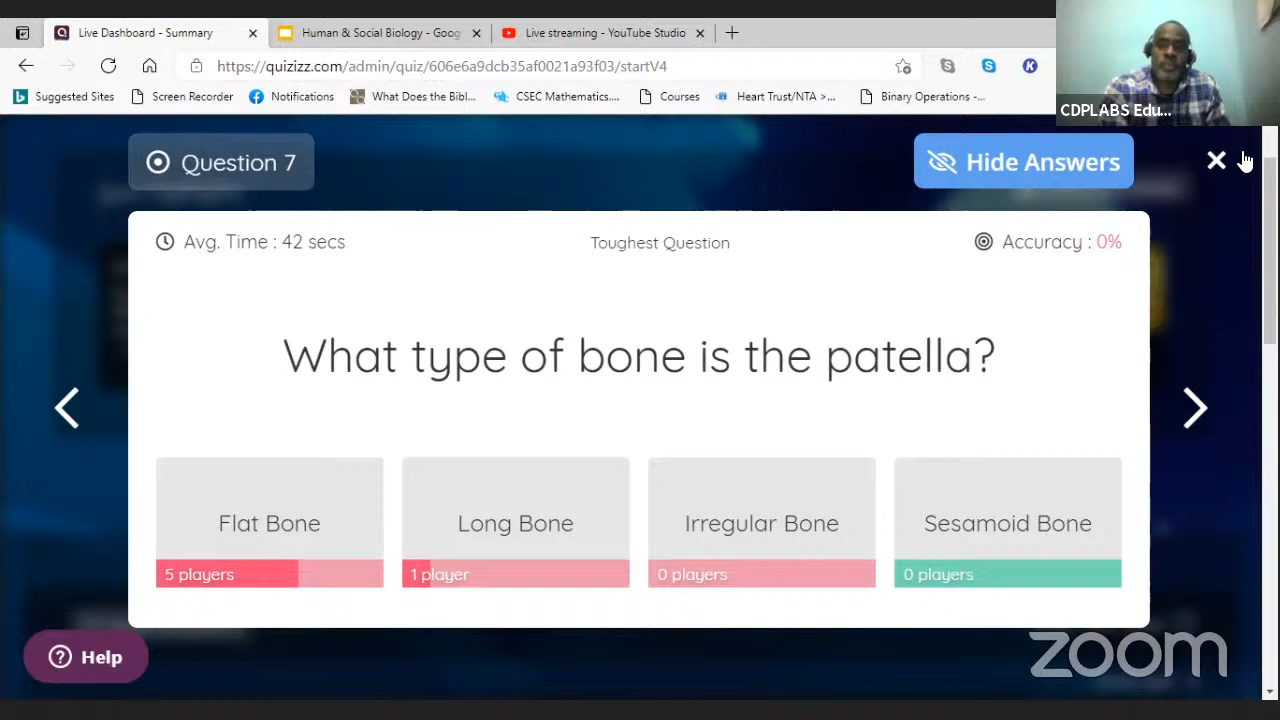 Live Dashboard - Summary
Human & Social Biology - Goog
Live streaming - YouTube Studio
https://quizizz.com/admin/quiz/606e6a9dcb35af0021a93f03/startV4
Suggested Sites
Screen Recorder
Notifications
What Does the Bibl...
CSEC Mathematics....
Courses
Heart Trust/NTA >...
Binary Operations -...
CDPLABS Edu...
Question 7
Hide Answers
Avg. Time : 42 secs
Toughest Question
Accuracy : 0%
What type of bone is the patella?
Flat Bone
Long Bone
Irregular Bone
Sesamoid Bone
5 players
1 player
0 players
0 players
Help
zoom